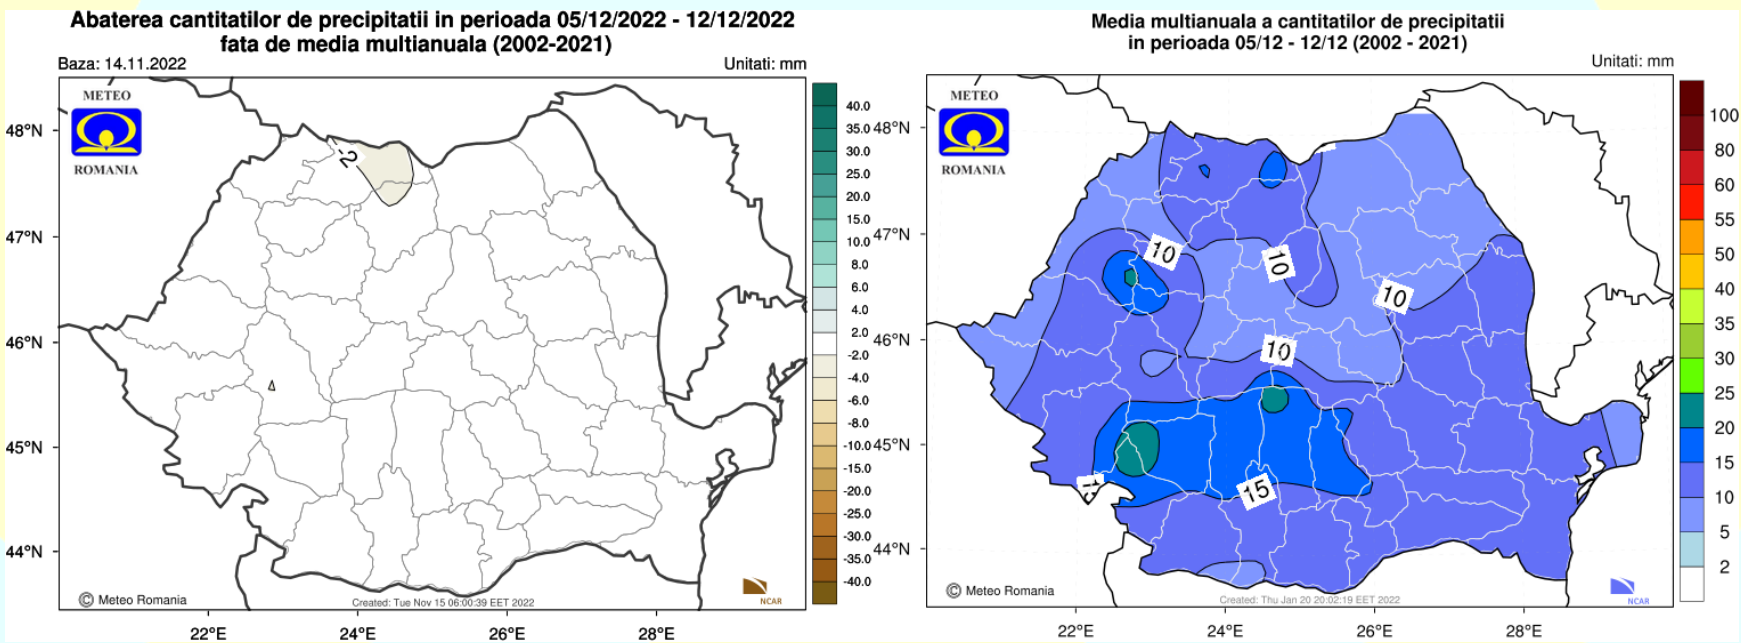 Abaterea cantitatilor de precipitatii in perioada 05/12/2022 - 12/12/2022
fata de media multianuala (2002-2021)
Baza: 14.11.2022
Unitati: mm
METEO
ROMANIA
48°N
47°N
46°N
45°N
44°N
-2
40.0
35.0
30.0
25.0
20.0
15.0
10.0
8.0
6.0
4.0
2.0
-2.0
-4.0
-6.0
-8.0
-10.0
-15.0
-20.0
-25.0
-30.0
-35.0
-40.0
© Meteo Romania
Created: Tue Nov 15 06:00:39 EET 2022
NCAR
22°E
24°E
26°E
28°E
Media multianuala a cantitatilor de precipitatii
in perioada 05/12 - 12/12 (2002 - 2021)
Unitati: mm
METEO
ROMANIA
48°N
47°N
46°N
45°N
44°N
10
10
10
10
15
100
80
60
55
50
40
35
30
25
20
15
10
5
2
© Meteo Romania
Created: Thu Jan 20 20:02:19 EET 2022
NCAR
22°E
24°E
26°E
28°E